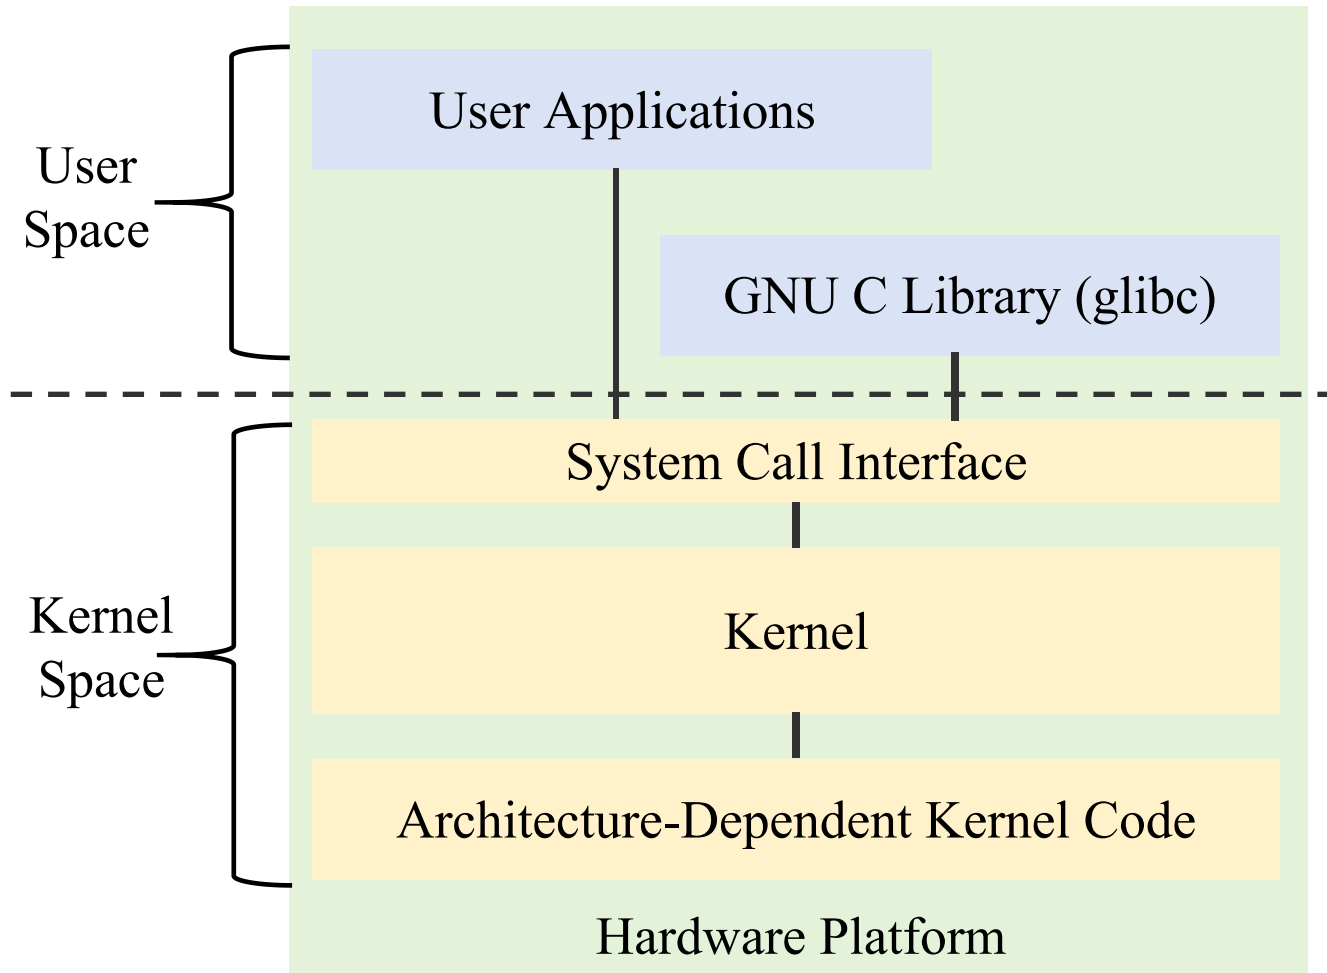 User Applications
User
Space
GNU C Library (glibc)
System Call Interface
Kernel
Space
Kernel
Architecture-Dependent Kernel Code
Hardware Platform